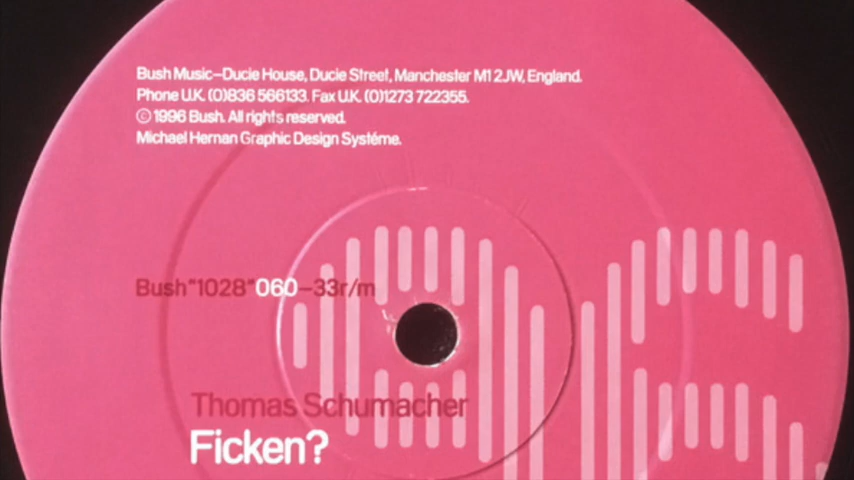 Bush Music–Ducie House, Ducie Street, Manchester M1 2JW, England.
Phone U.K. (0)836 566133. Fax U.K. (0)1273 722355.
© 1996 Bush. All rights reserved.
Michael Hernan Graphic Design Systéme.
Bush"1028"060–33r/m
Thomas Schumacher
Ficken?